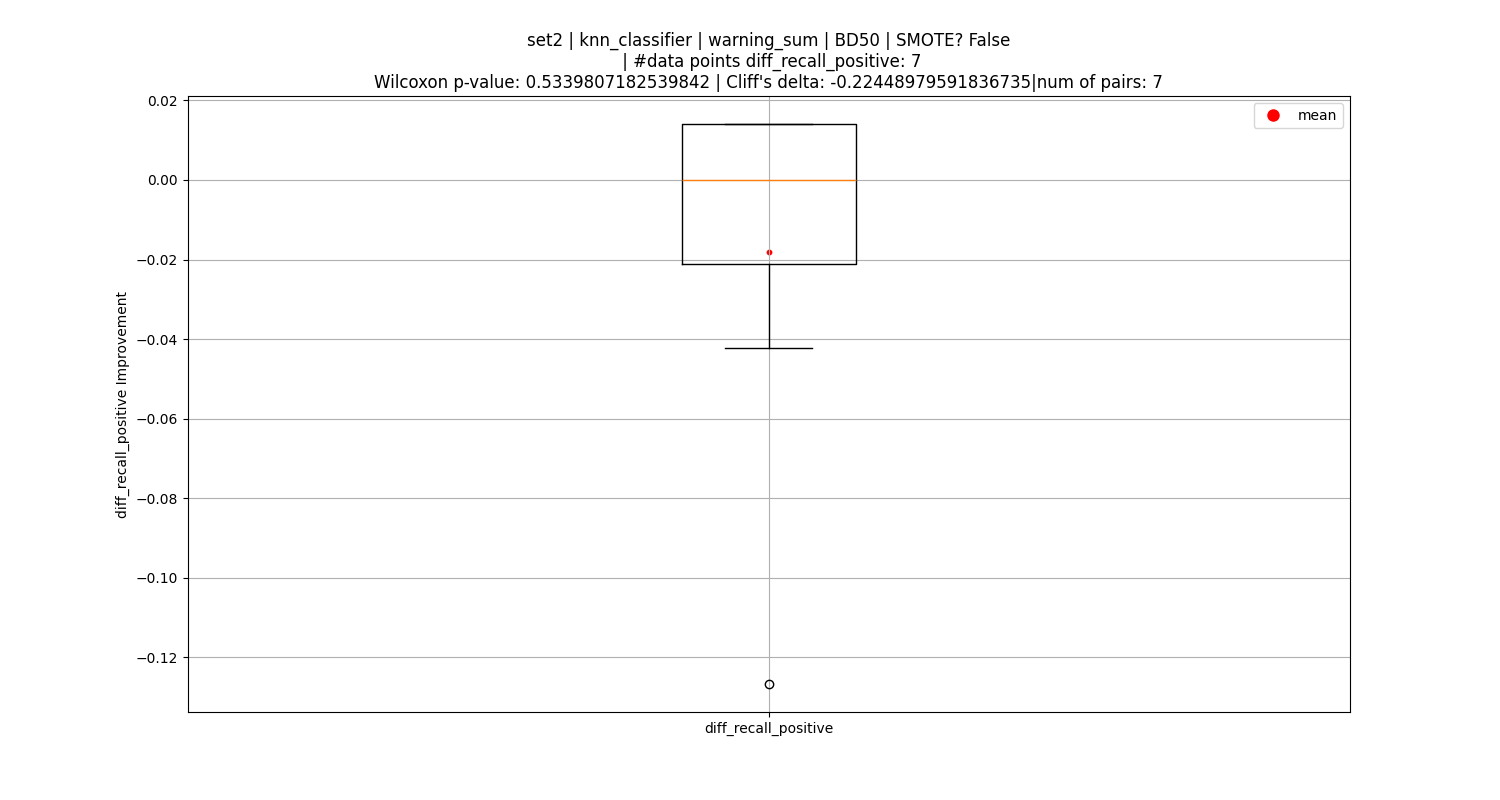 set2 | knn_classifier | warning_sum | BD50 | SMOTE? False
| #data points diff_recall_positive: 7
Wilcoxon p-value: 0.5339807182539842 | Cliff's delta: -0.22448979591836735|num of pairs: 7
mean
0.02
0.00
−0.02
−0.04
−0.06
−0.08
−0.10
−0.12
diff_recall_positive Improvement
diff_recall_positive